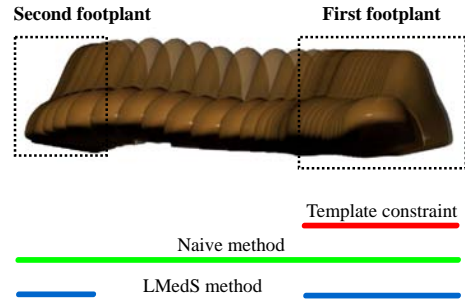 Second footplant
First footplant
Template constraint
Naive method
LMedS method